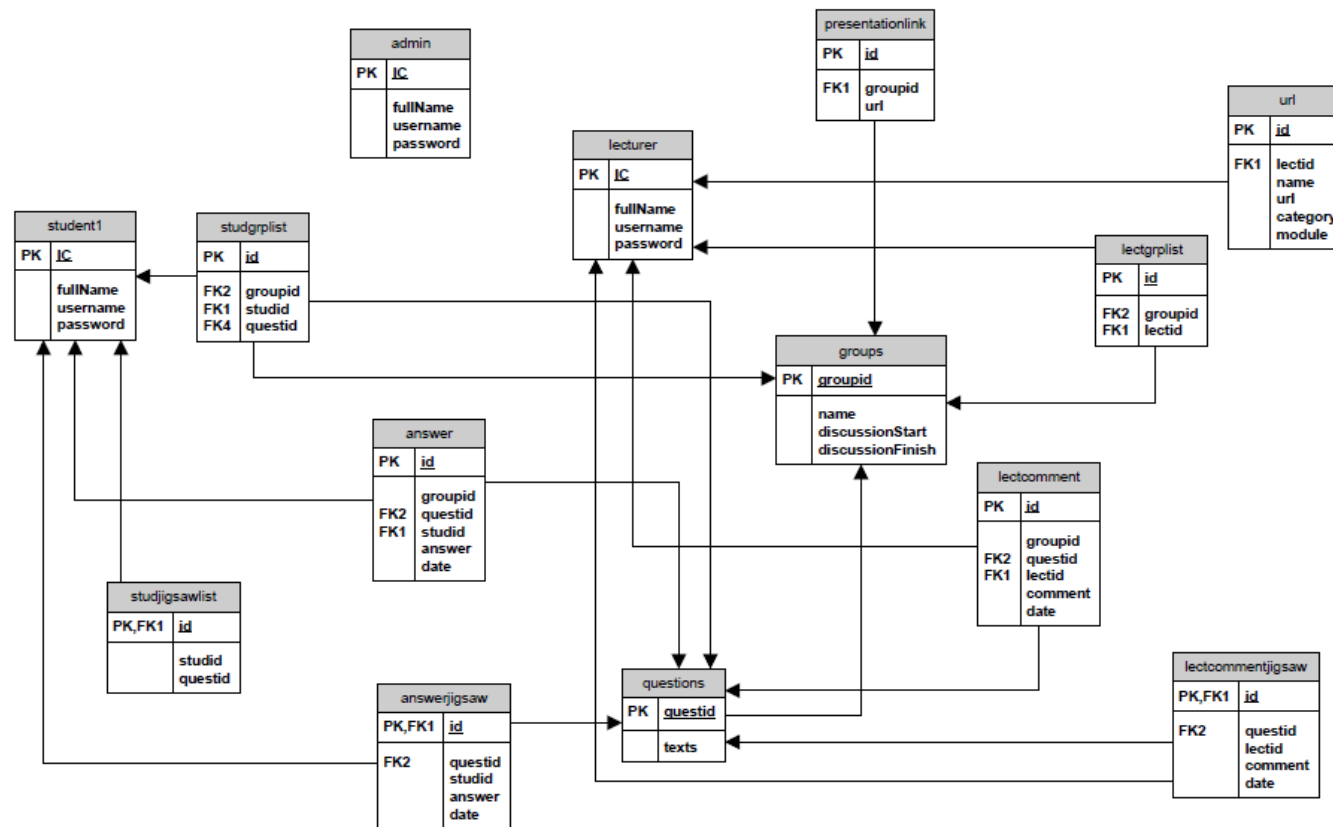 admin
PK IC
fullName
username
password
presentationlink
PK id
FK1 groupid
url
url
PK id
FK1 lectid
name
url
category
module
lecturer
PK IC
fullName
username
password
student1
PK IC
fullName
username
password
studgrplist
PK id
FK2 groupid
FK1 studid
FK4 questid
lectgrplist
PK id
FK2 groupid
FK1 lectid
groups
PK groupid
name
discussionStart
discussionFinish
answer
PK id
groupid
FK2 questid
FK1 studid
answer
date
lectcomment
PK id
groupid
FK2 questid
FK1 lectid
comment
date
studjigsawlist
PK,FK1 id
studid
questid
answerjigsaw
PK,FK1 id
FK2 questid
studid
answer
date
questions
PK questid
texts
lectcommentjigsaw
PK,FK1 id
FK2 questid
lectid
comment
date